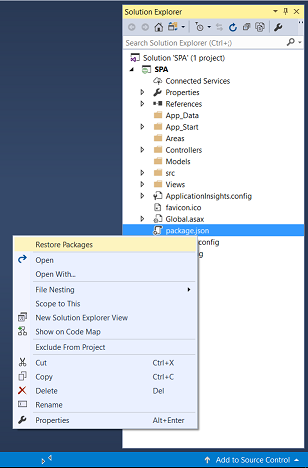 Solution Explorer
Search Solution Explorer (Ctrl+;)
Solution 'SPA' (1 project)
SPA
Connected Services
Properties
References
App_Data
App_Start
Areas
Controllers
Models
src
Views
ApplicationInsights.config
favicon.ico
Global.asax
package.json
config
g
Restore Packages
Open
Open With...
File Nesting
Scope to This
New Solution Explorer View
Show on Code Map
Exclude From Project
Cut Ctrl+X
Copy Ctrl+C
Delete Del
Rename
Properties Alt+Enter
Add to Source Control